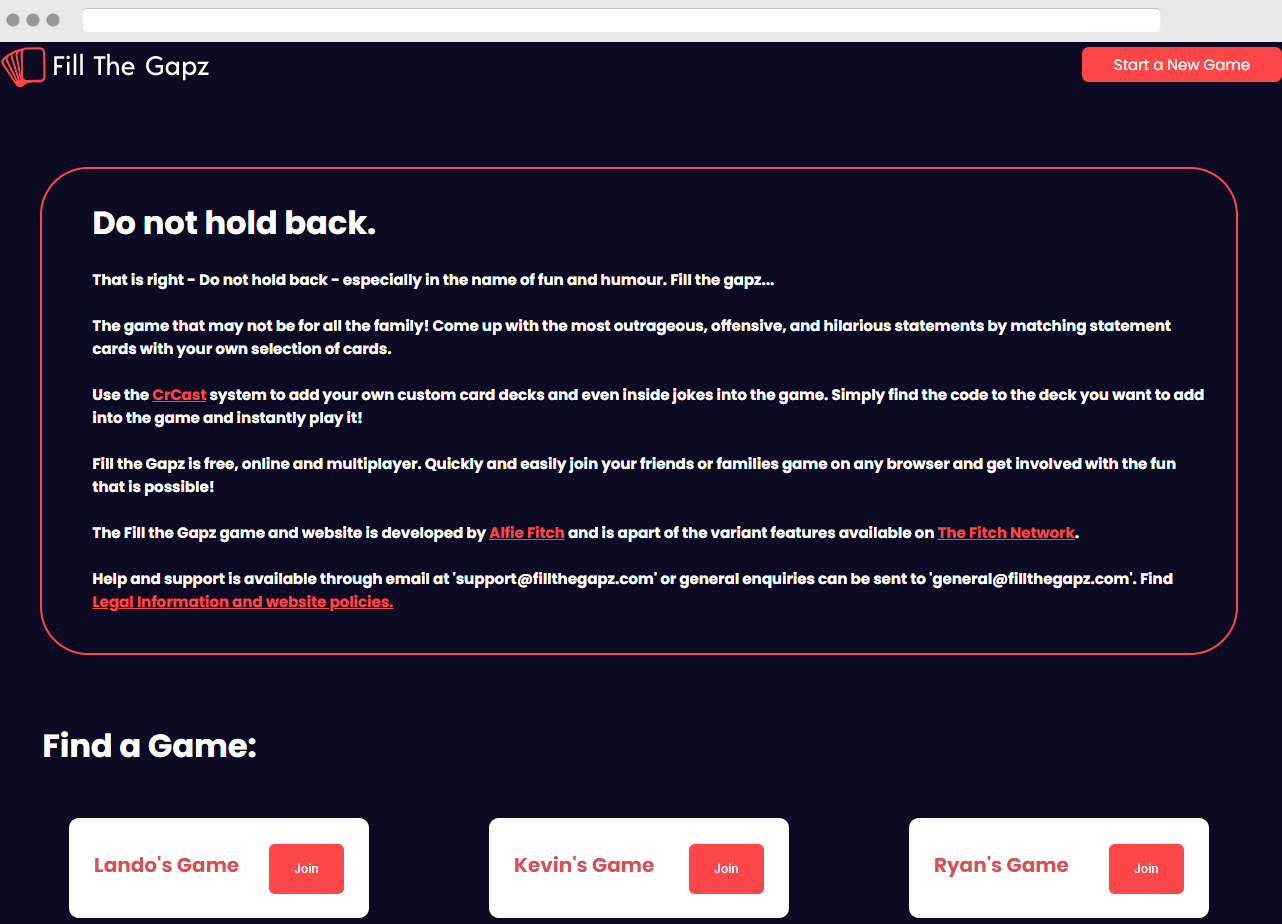 Fill The Gapz
Start a New Game
Do not hold back.
That is right - Do not hold back - especially in the name of fun and humour. Fill the gapz...
The game that may not be for all the family! Come up with the most outrageous, offensive, and hilarious statements by matching statement
cards with your own selection of cards.
Use the CrCast system to add your own custom card decks and even inside jokes into the game. Simply find the code to the deck you want to add
into the game and instantly play it!
Fill the Gapz is free, online and multiplayer. Quickly and easily join your friends or families game on any browser and get involved with the fun
that is possible!
The Fill the Gapz game and website is developed by Alfie Fitch and is apart of the variant features available on The Fitch Network.
Help and support is available through email at 'support@fillthegapz.com' or general enquiries can be sent to 'general@fillthegapz.com'. Find
Legal Information and website policies.
Find a Game:
Lando's Game
Join
Kevin's Game
Join
Ryan's Game
Join